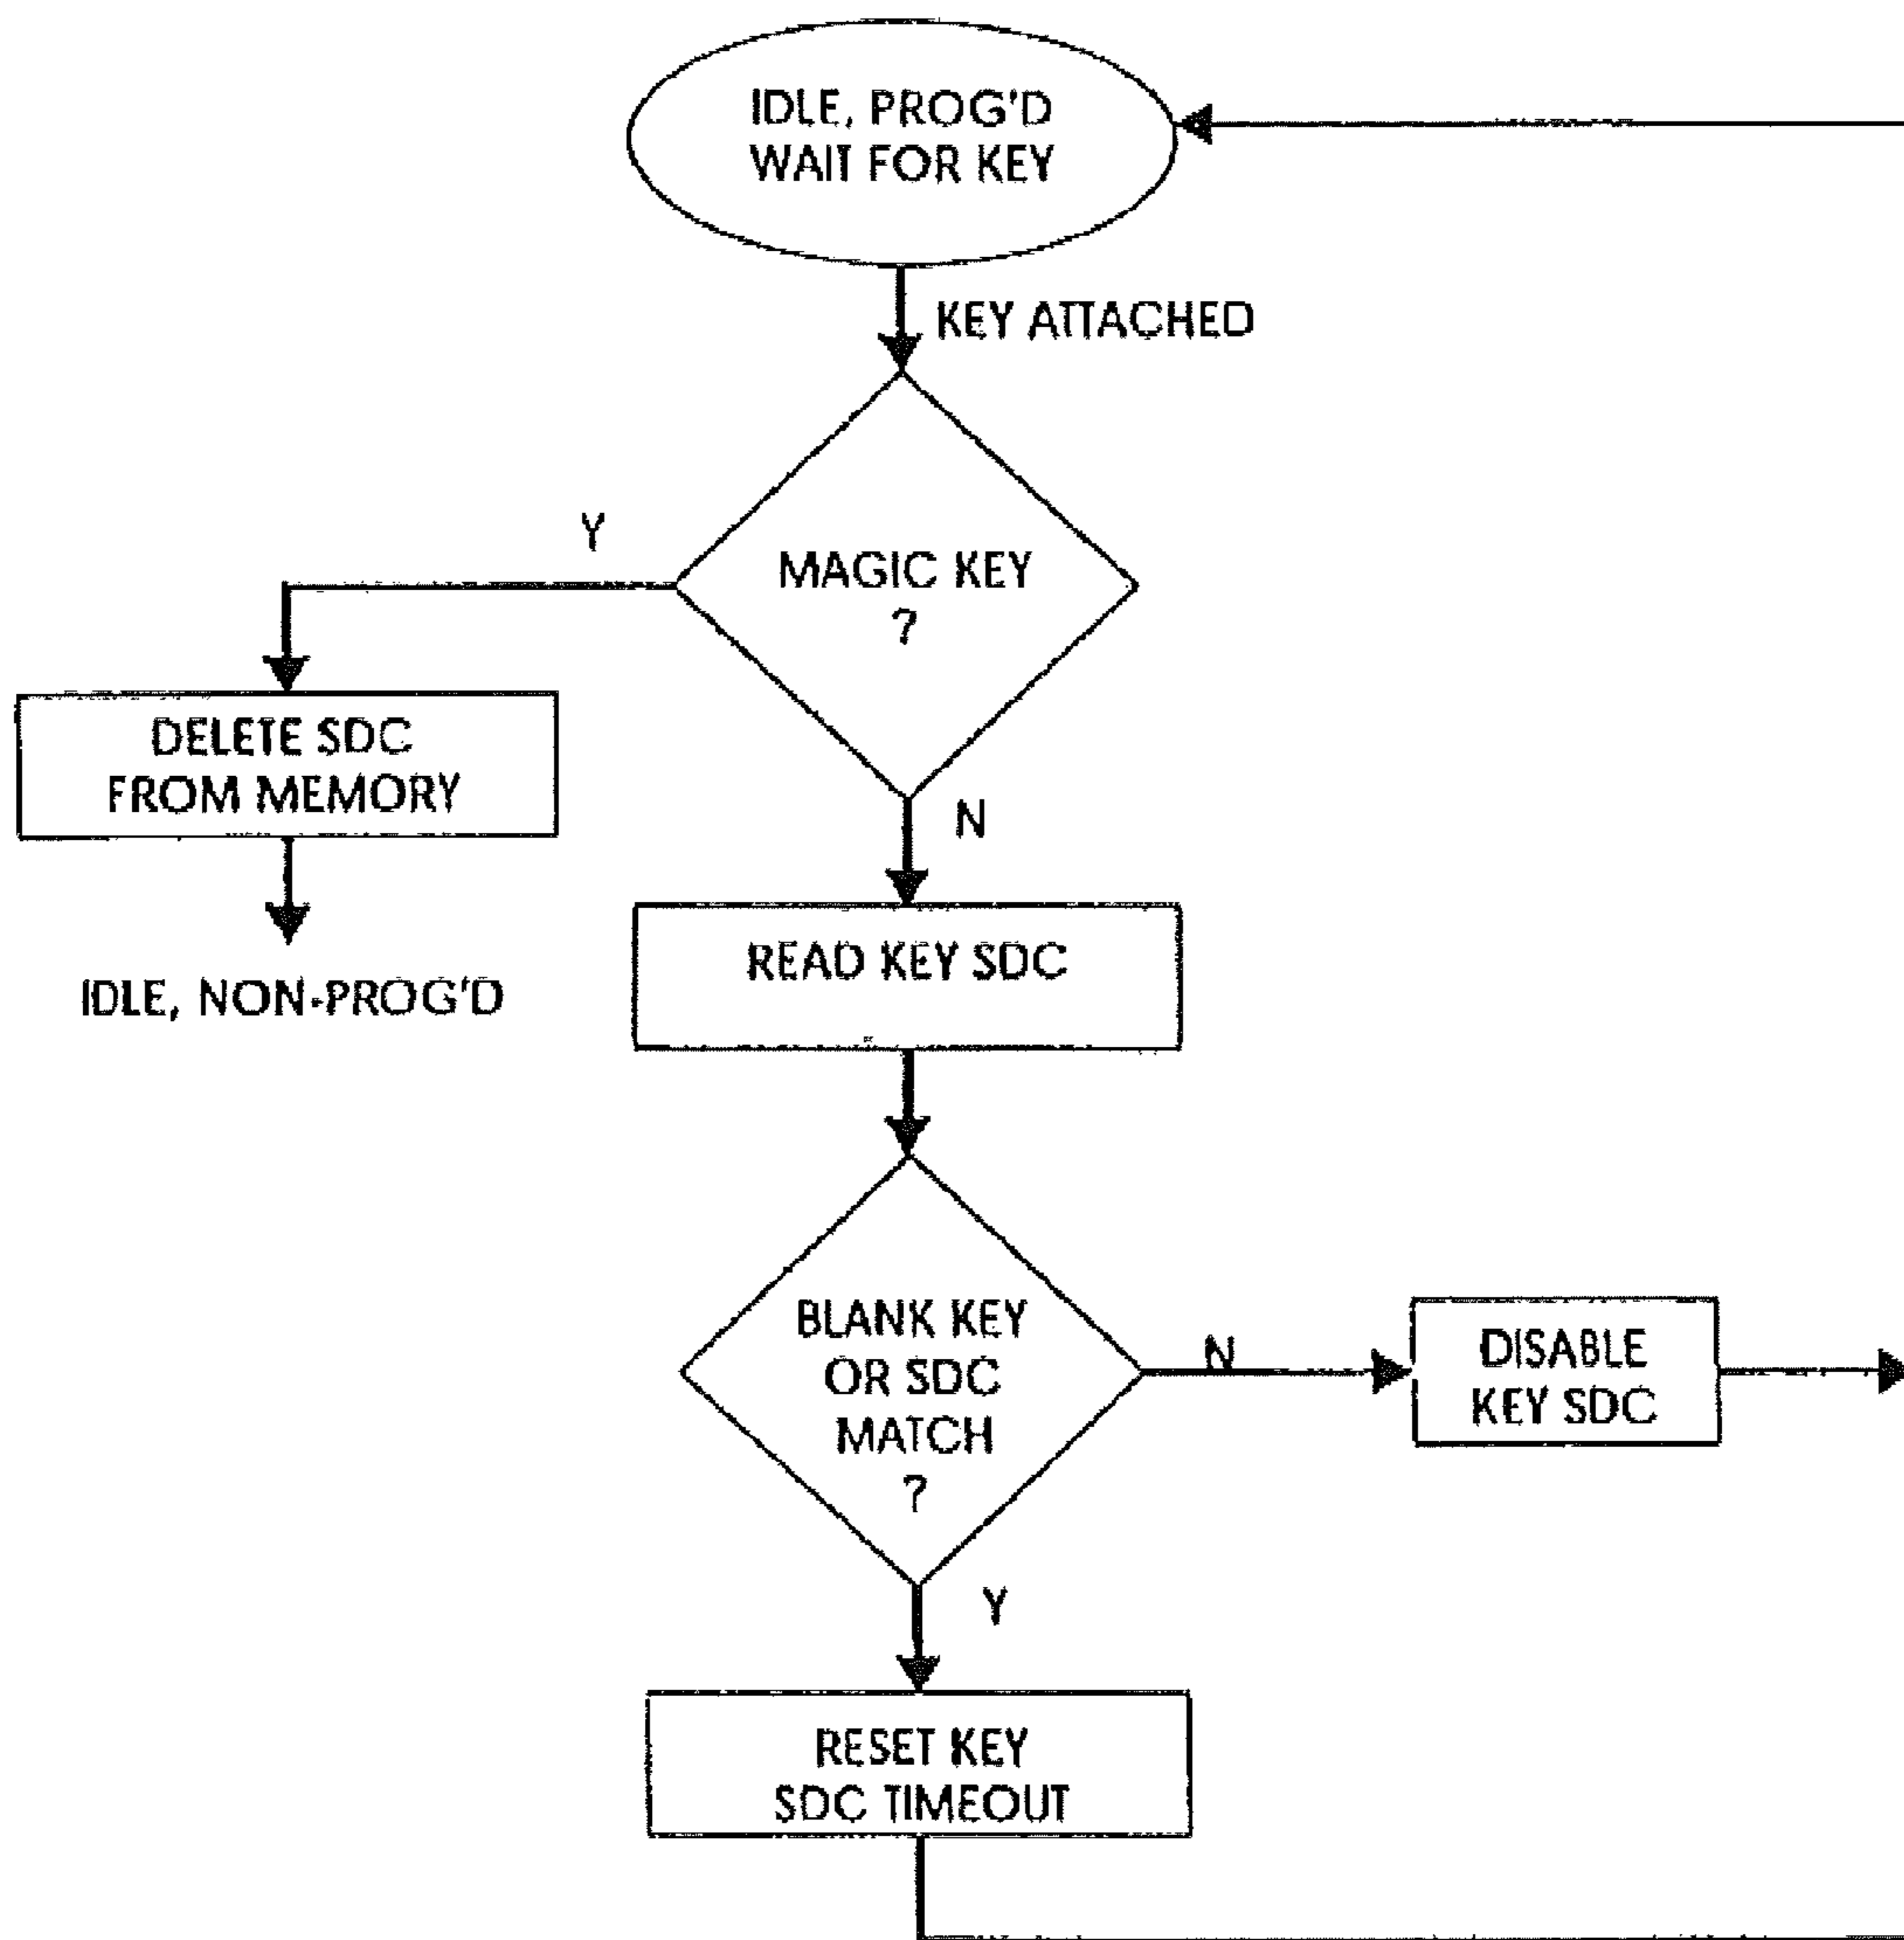 IDLE, PROG'D
WAIT FOR KEY
KEY ATTACHED
Y
MAGIC KEY
?
DELETE SDC
FROM MEMORY
N
READ KEY SDC
IDLE, NON-PROG'D
BLANK KEY
OR SDC
MATCH
?
N
DISABLE
KEY SDC
Y
RESET KEY
SDC TIMEOUT